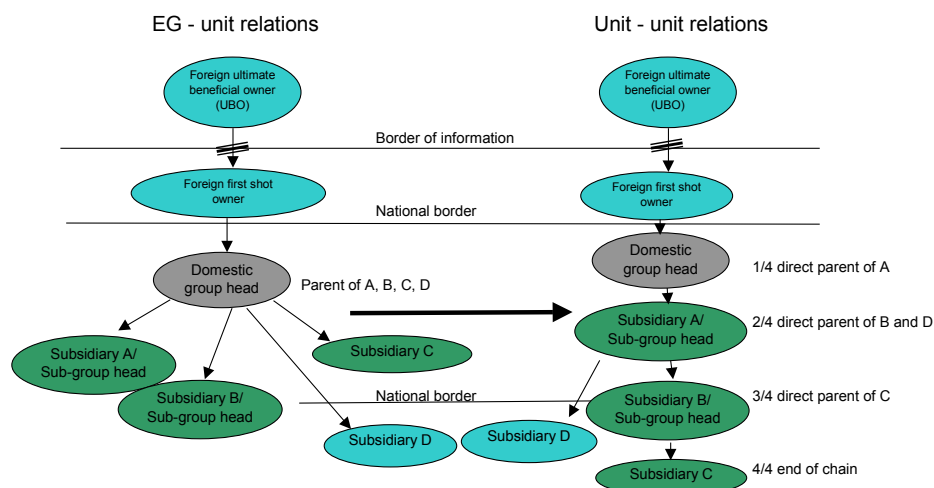 EG - unit relations
Unit - unit relations
Foreign ultimate
beneficial owner
(UBO)
Foreign ultimate
beneficial owner
(UBO)
Border of information
Foreign first shot
owner
Foreign first shot
owner
National border
Domestic
group head
Parent of A, B, C, D
Domestic
group head
1/4 direct parent of A
Subsidiary A/
Sub-group head
2/4 direct parent of B and D
Subsidiary A/
Sub-group head
Subsidiary C
Subsidiary B/
Sub-group head
National border
Subsidiary B/
Sub-group head
3/4 direct parent of C
Subsidiary D
Subsidiary D
Subsidiary C
4/4 end of chain